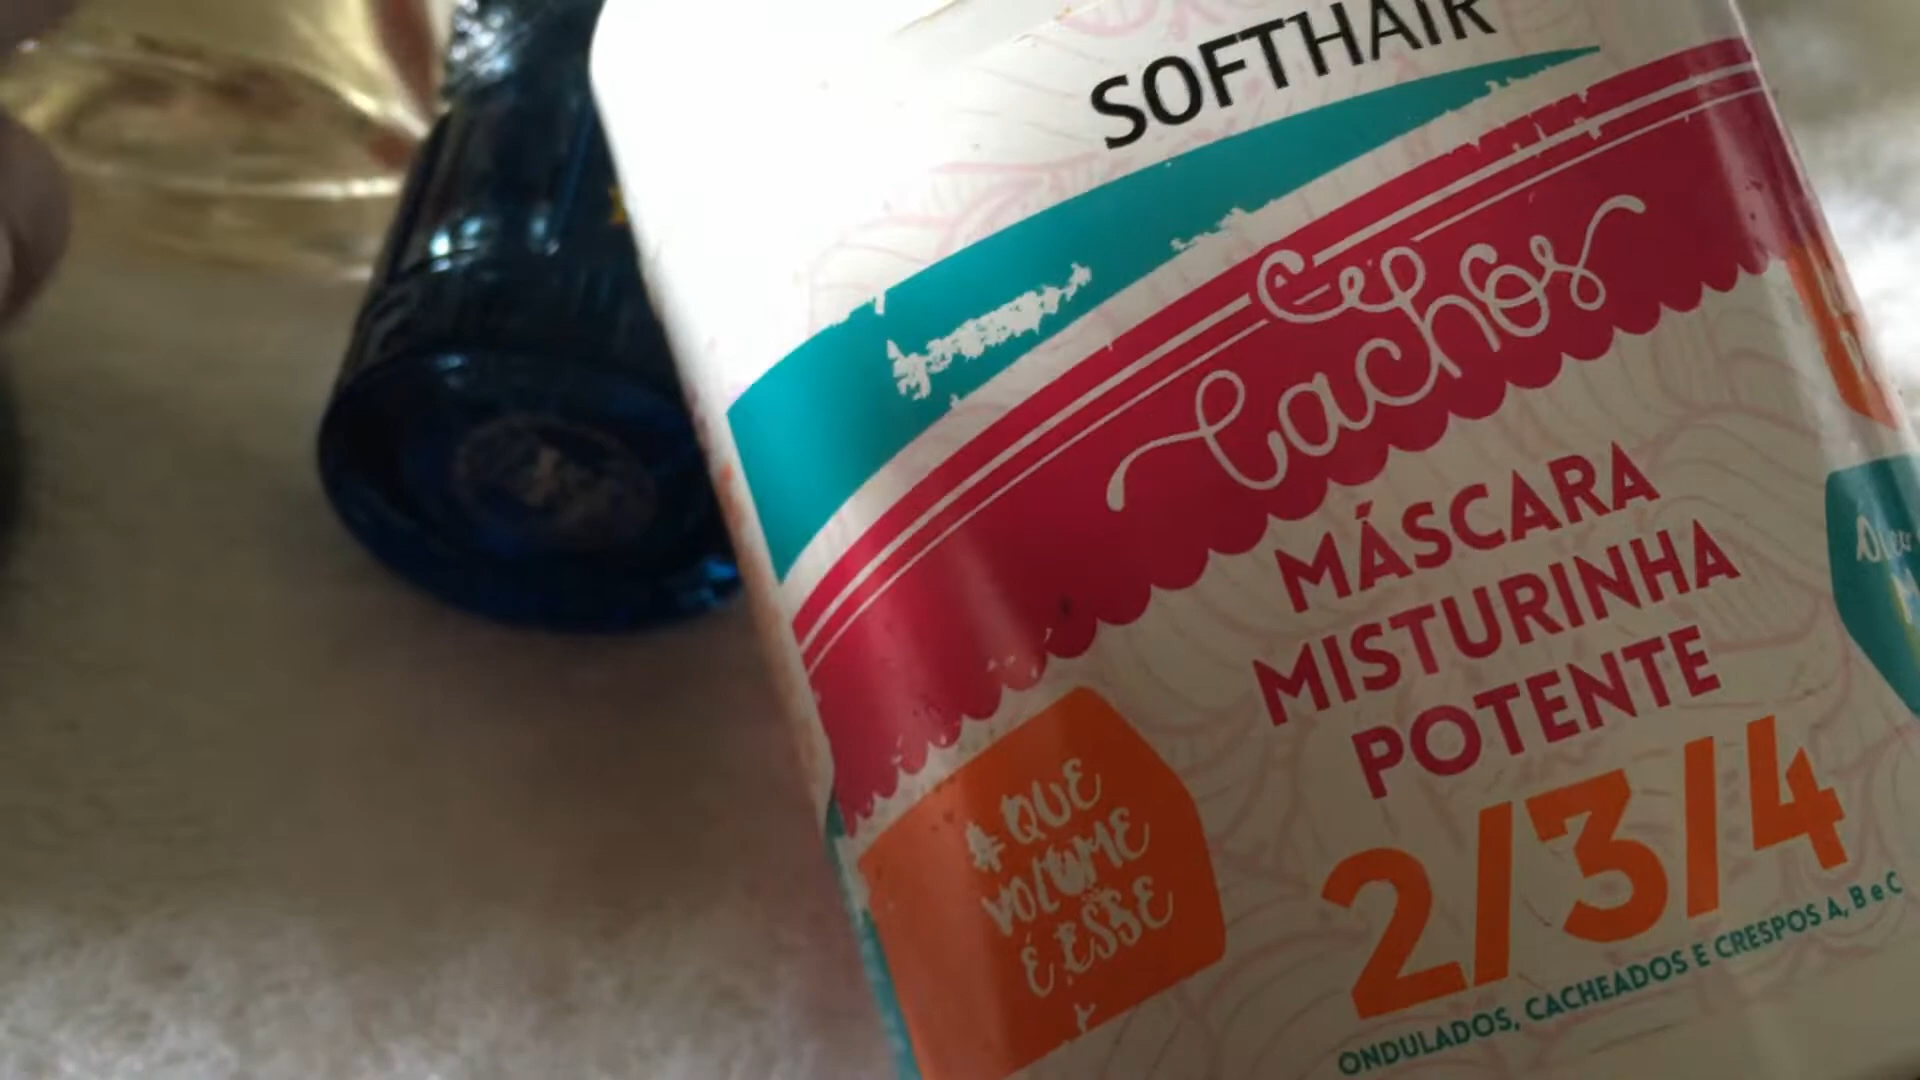 SOFTHAIR
Cachos
MÁSCARA
MISTURINHA
POTENTE
2/3/4
ONDULADOS, CACHEADOS E CRESPOS A, B e C
#QUE
VOLUME
É ESSE